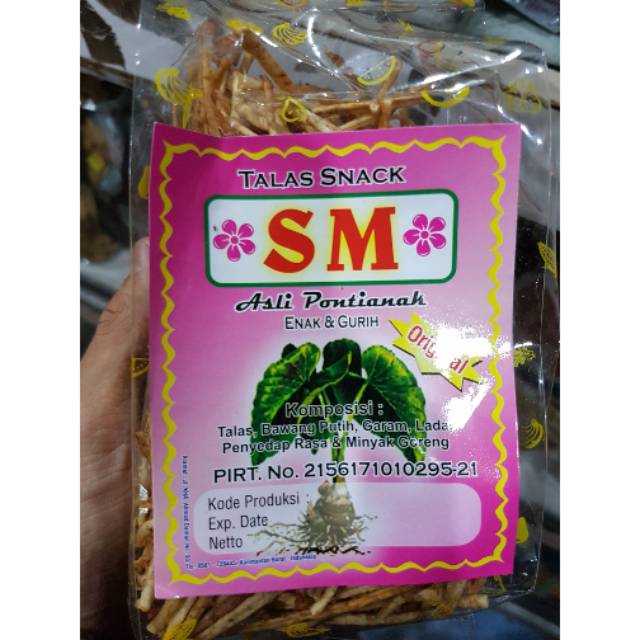 TALAS SNACK
SM
Asli Pontianak
ENAK & GURIH
Original
Komposisi :
Talas, Bawang Putih, Garam, Lada,
Penyedap Rasa & Minyak Goreng
PIRT. No. 2156171010295-21
Kode Produksi :
Exp. Date
Netto